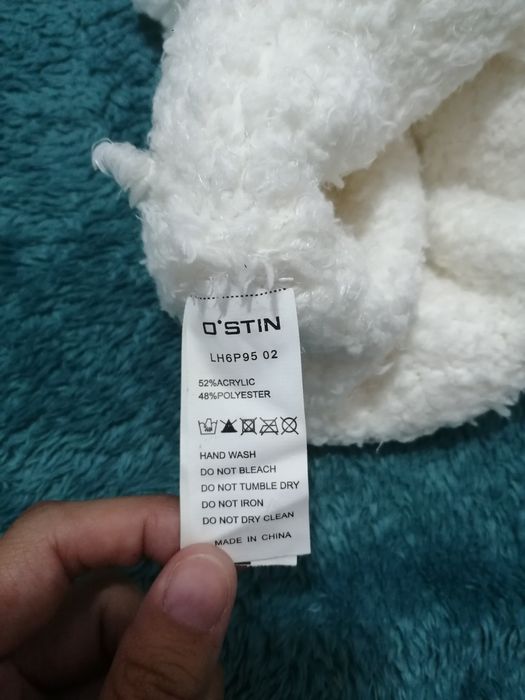 O'STIN
LH6P95 02
52%ACRYLIC
48%POLYESTER
HAND WASH
DO NOT BLEACH
DO NOT TUMBLE DRY
DO NOT IRON
DO NOT DRY CLEAN
MADE IN CHINA